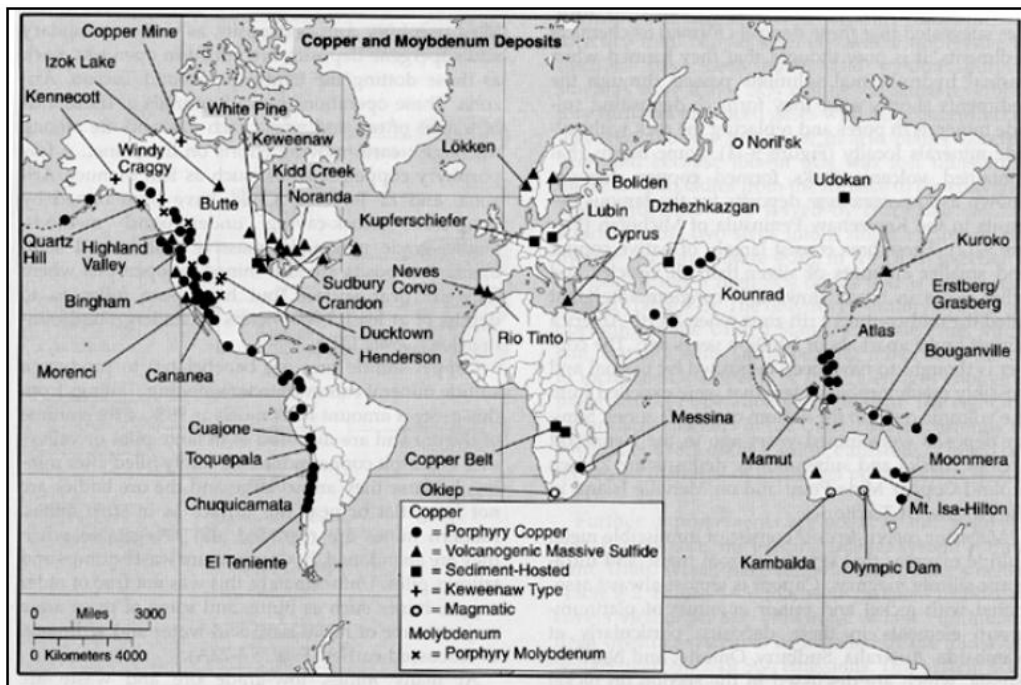 Copper and Moybdenum Deposits
Copper Mine
Izok Lake
Kennecott
White Pine
Windy
Craggy
Keweenaw
Kidd Creek
Butte
Noranda
Quartz
Hill
Highland
Valley
Bingham
Sudbury
Crandon
Ducktown
Henderson
Morenci
Cananea
Cuajone
Toquepala
Chuquicamata
El Teniente
Lökken
Boliden
Kupferschiefer
Lubin
Dzhezhkazgan
Cyprus
Neves
Corvo
Rio Tinto
Kounrad
Noril'sk
Udokan
Kuroko
Erstberg/
Grasberg
Atlas
Bouganville
Messina
Copper Belt
Okiep
Mamut
Moonmera
Mt. Isa-Hilton
Kambalda
Olympic Dam
Copper
= Porphyry Copper
= Volcanogenic Massive Sulfide
= Sediment-Hosted
= Keweenaw Type
= Magmatic
Molybdenum
= Porphyry Molybdenum
0 Miles 3000
0 Kilometers 4000